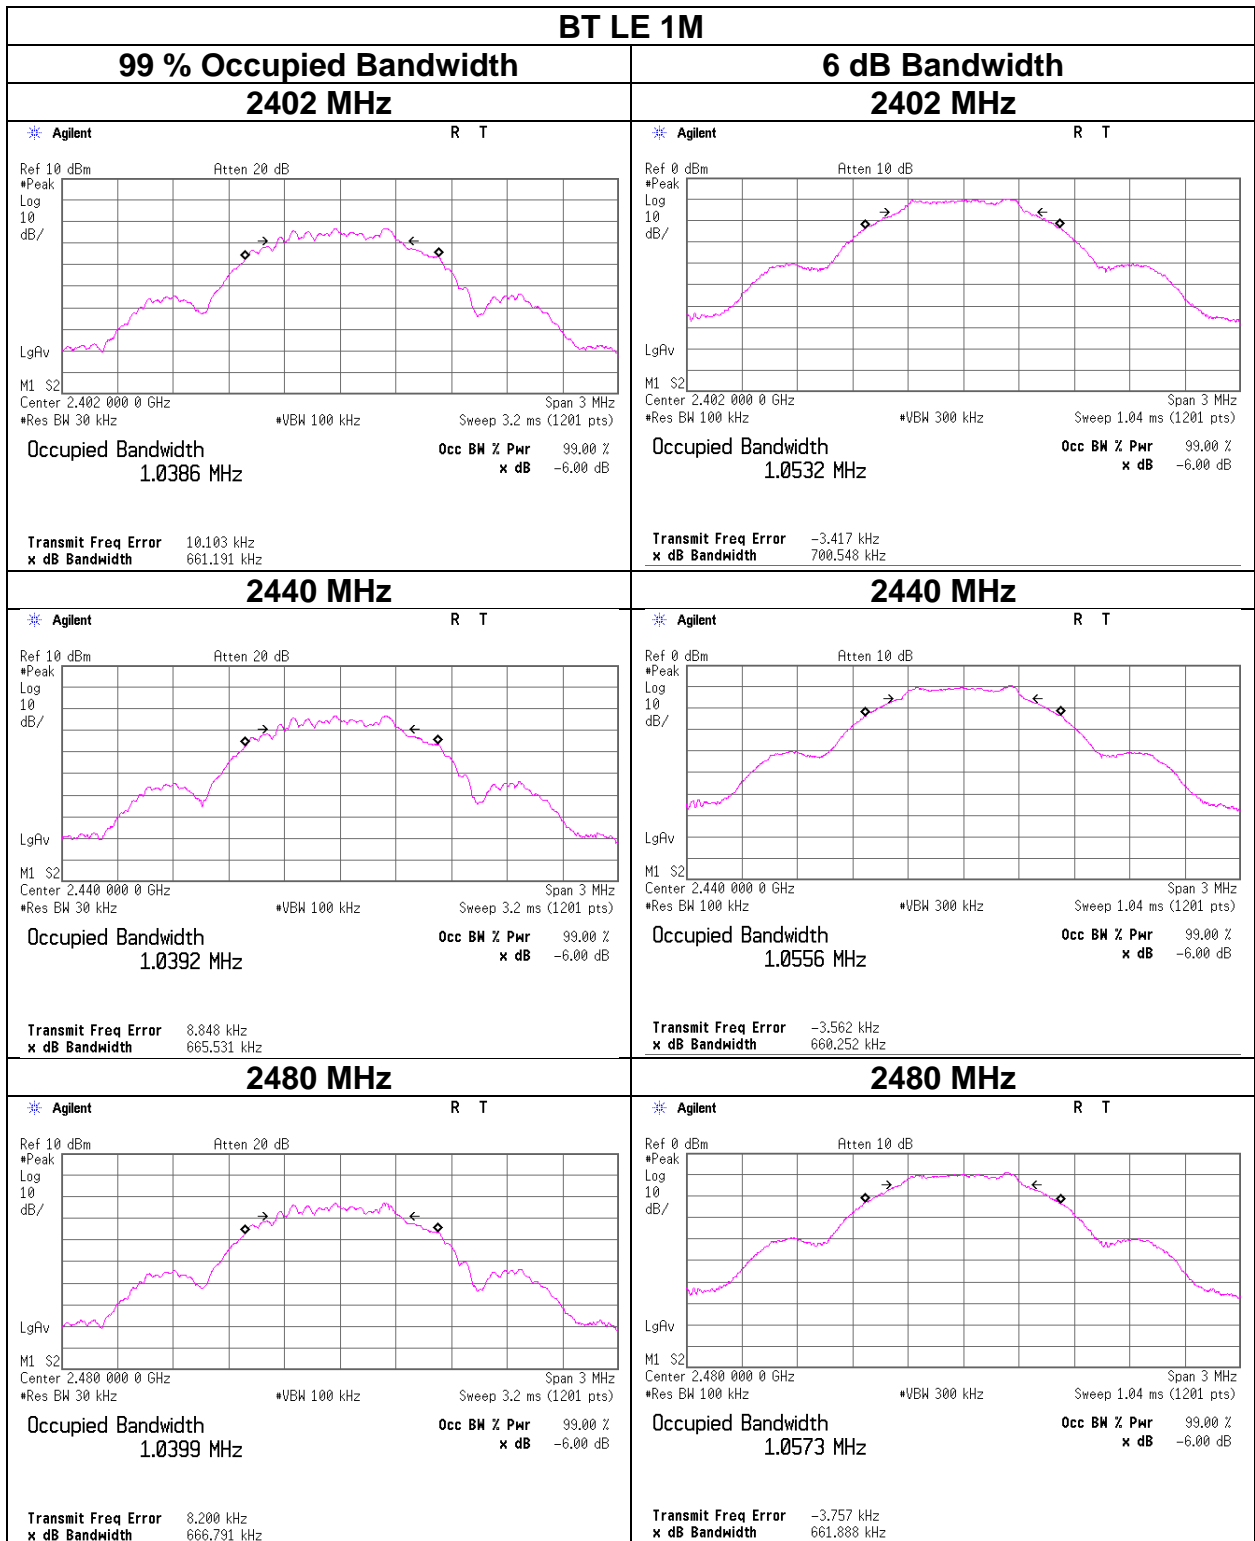 BT LE 1M
99 % Occupied Bandwidth
6 dB Bandwidth
2402 MHz
2402 MHz
Agilent
R T
Ref 10 dBm
Atten 20 dB
#Peak
Log
10
dB/
LgAv
M1 S2
Center 2.402 000 0 GHz
Span 3 MHz
#Res BW 30 kHz
#VBW 100 kHz
Sweep 3.2 ms (1201 pts)
Occupied Bandwidth
1.0386 MHz
Occ BW % Pwr 99.00 %
x dB -6.00 dB
Transmit Freq Error 10.103 kHz
x dB Bandwidth 661.191 kHz
Agilent
R T
Ref 0 dBm
Atten 10 dB
#Peak
Log
10
dB/
LgAv
M1 S2
Center 2.402 000 0 GHz
Span 3 MHz
#Res BW 100 kHz
#VBW 300 kHz
Sweep 1.04 ms (1201 pts)
Occupied Bandwidth
1.0532 MHz
Occ BW % Pwr 99.00 %
x dB -6.00 dB
Transmit Freq Error -3.417 kHz
x dB Bandwidth 700.548 kHz
2440 MHz
2440 MHz
Agilent
R T
Ref 10 dBm
Atten 20 dB
#Peak
Log
10
dB/
LgAv
M1 S2
Center 2.440 000 0 GHz
Span 3 MHz
#Res BW 30 kHz
#VBW 100 kHz
Sweep 3.2 ms (1201 pts)
Occupied Bandwidth
1.0392 MHz
Occ BW % Pwr 99.00 %
x dB -6.00 dB
Transmit Freq Error 8.848 kHz
x dB Bandwidth 665.531 kHz
Agilent
R T
Ref 0 dBm
Atten 10 dB
#Peak
Log
10
dB/
LgAv
M1 S2
Center 2.440 000 0 GHz
Span 3 MHz
#Res BW 100 kHz
#VBW 300 kHz
Sweep 1.04 ms (1201 pts)
Occupied Bandwidth
1.0556 MHz
Occ BW % Pwr 99.00 %
x dB -6.00 dB
Transmit Freq Error -3.562 kHz
x dB Bandwidth 660.252 kHz
2480 MHz
2480 MHz
Agilent
R T
Ref 10 dBm
Atten 20 dB
#Peak
Log
10
dB/
LgAv
M1 S2
Center 2.480 000 0 GHz
Span 3 MHz
#Res BW 30 kHz
#VBW 100 kHz
Sweep 3.2 ms (1201 pts)
Occupied Bandwidth
1.0399 MHz
Occ BW % Pwr 99.00 %
x dB -6.00 dB
Transmit Freq Error 8.200 kHz
x dB Bandwidth 666.791 kHz
Agilent
R T
Ref 0 dBm
Atten 10 dB
#Peak
Log
10
dB/
LgAv
M1 S2
Center 2.480 000 0 GHz
Span 3 MHz
#Res BW 100 kHz
#VBW 300 kHz
Sweep 1.04 ms (1201 pts)
Occupied Bandwidth
1.0573 MHz
Occ BW % Pwr 99.00 %
x dB -6.00 dB
Transmit Freq Error -3.757 kHz
x dB Bandwidth 661.888 kHz